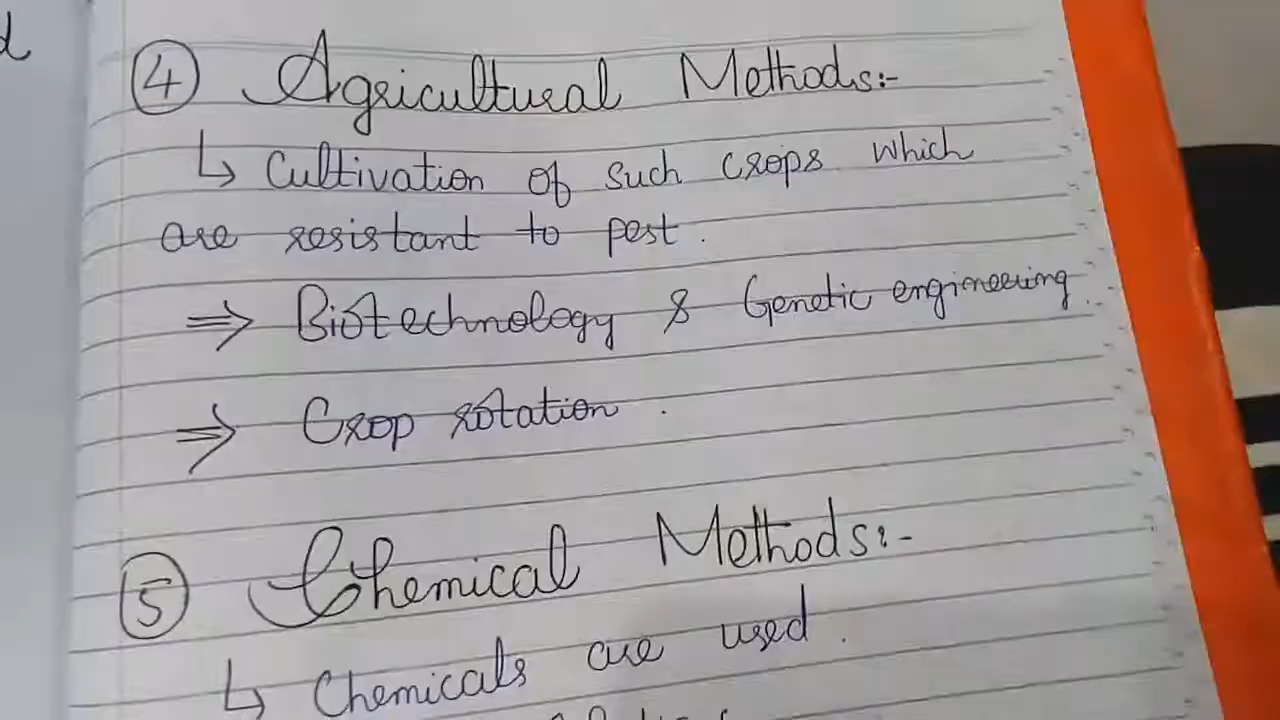 ④ Agricultural Methods:-
↳ Cultivation of such crops which
are resistant to pest.
⇒ Biotechnology & Genetic engineering.
⇒ Crop rotation.
⑤ Chemical Methods:-
↳ Chemicals are used.